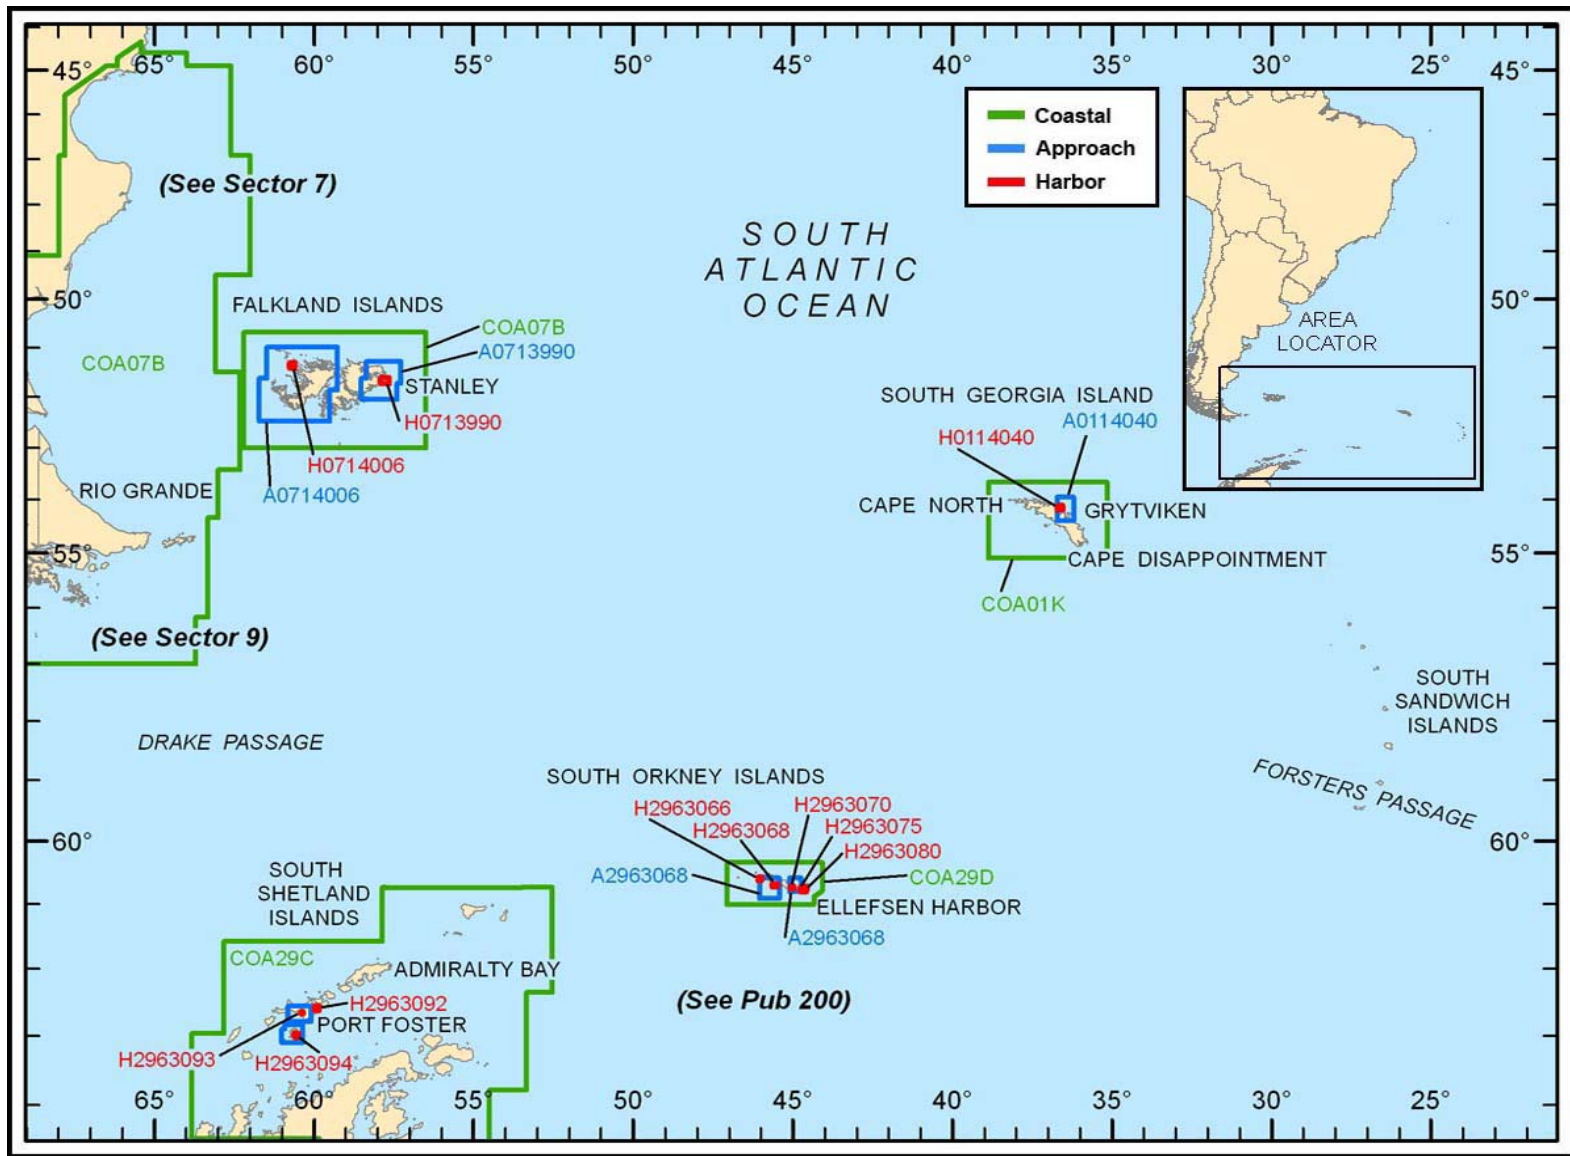 65° 60° 55° 50° 45° 40° 35° 30° 25°
45° 45°
Coastal
Approach
Harbor
(See Sector 7)
SOUTH
ATLANTIC
OCEAN
50° 50°
FALKLAND ISLANDS
AREA
LOCATOR
COA07B
A0713990
COA07B
STANLEY
H0713990
SOUTH GEORGIA ISLAND
A0114040
H0114040
H0714006
A0714006
RIO GRANDE
CAPE NORTH
GRYTVIKEN
55° 55°
CAPE DISAPPOINTMENT
COA01K
(See Sector 9)
SOUTH
SANDWICH
ISLANDS
DRAKE PASSAGE
FORSTERS PASSAGE
SOUTH ORKNEY ISLANDS
H2963066
H2963070
H2963068
H2963075
H2963080
60° 60°
A2963068
COA29D
ELLEFSEN HARBOR
A2963068
SOUTH
SHETLAND
ISLANDS
COA29C
ADMIRALTY BAY
(See Pub 200)
H2963092
PORT FOSTER
H2963093
H2963094
65° 60° 55° 50° 45° 40° 35° 30° 25°